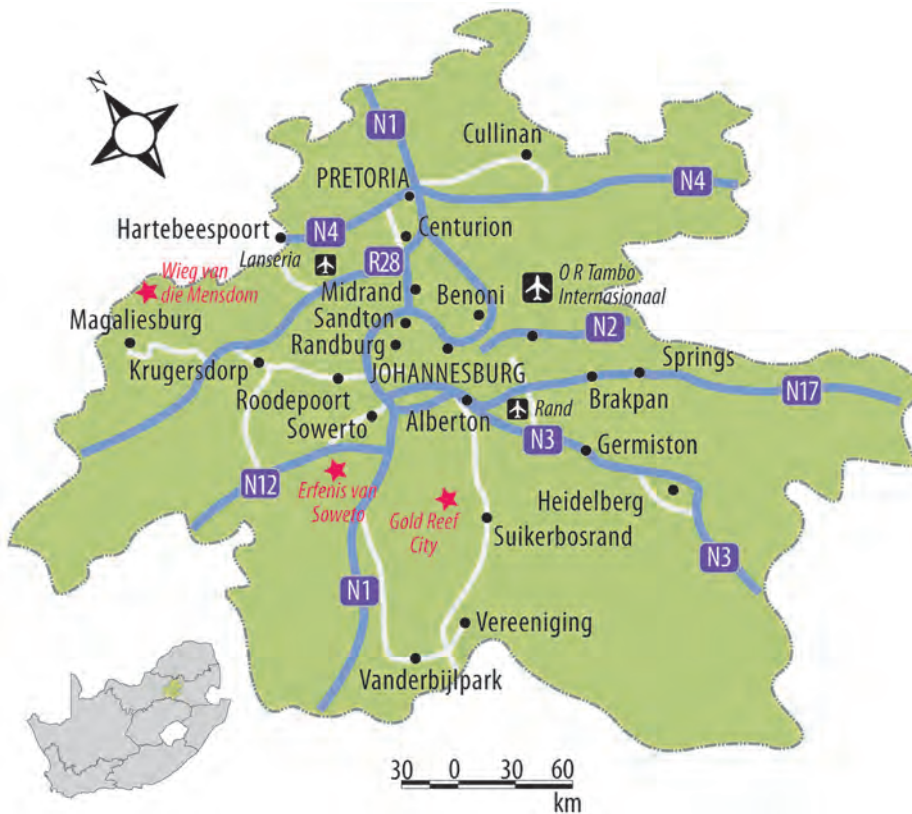 N
N1
Cullinan
PRETORIA
N4
Hartebeespoort
N4
Centurion
Lanseria
R28
O R Tambo
Internasionaal
Wieg van
die Mensdom
Midrand
Benoni
Magaliesburg
Sandton
N2
Randburg
Krugersdorp
JOHANNESBURG
Springs
Roodepoort
Brakpan
N17
Sowerto
Alberton
Rand
N3
Germiston
N12
Erfenis van
Soweto
Gold Reef
City
Heidelberg
Suikerbosrand
N3
N1
Vereeniging
Vanderbijlpark
30 0 30 60
km